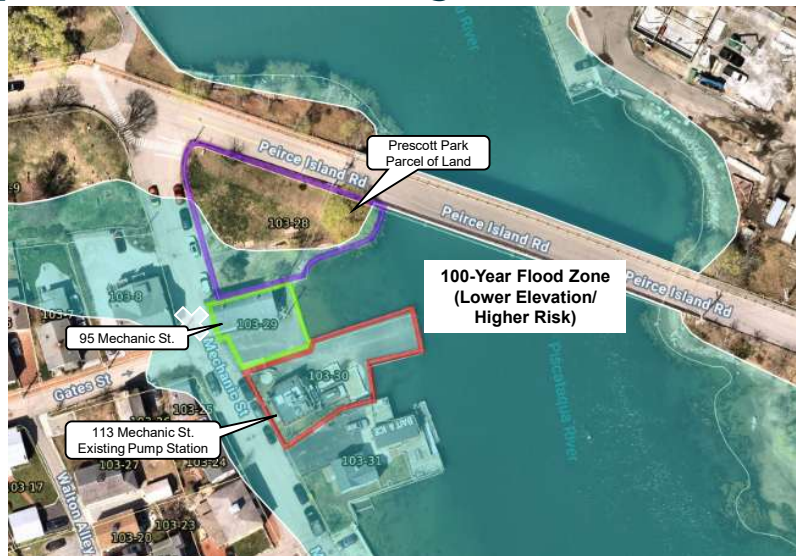 Prescott Park
Parcel of Land
Peirce Island Rd
Peirce Island Rd
Peirce Island Rd
103-28
100-Year Flood Zone
(Lower Elevation/
Higher Risk)
103-8
103-29
95 Mechanic St.
Mechanic St
Gates St
103-30
113 Mechanic St.
Existing Pump Station
BAIT & ICE
103-31
103-27
103-17
Walton Alley
103-23
103-20
Piscataqua River